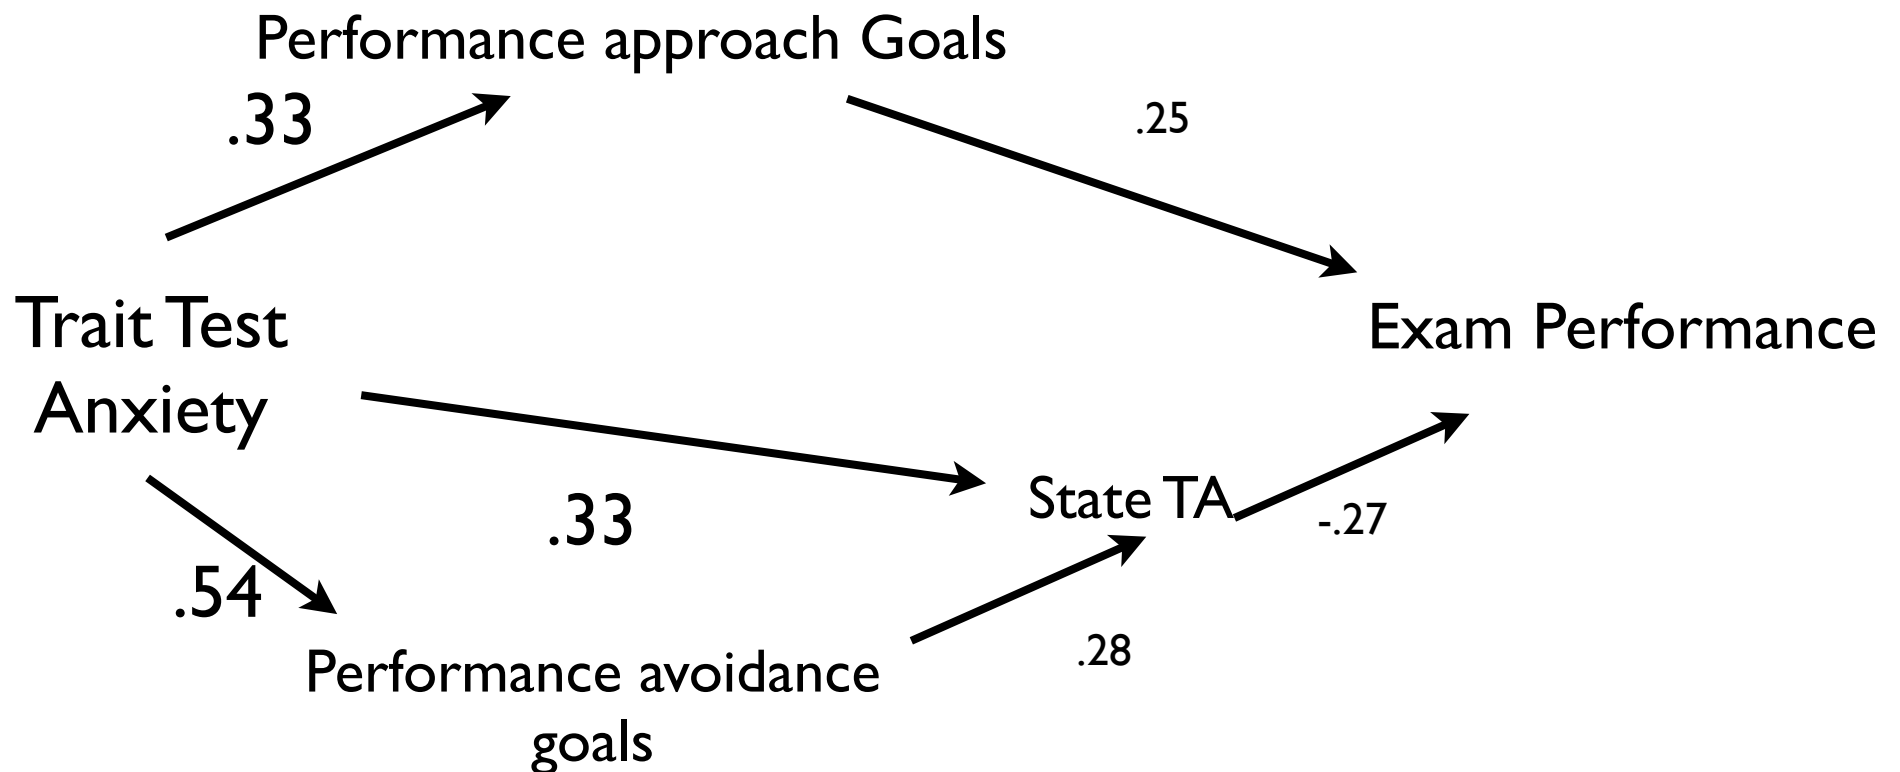 Performance approach Goals
.33
.25
Trait Test
Anxiety
Exam Performance
.33
State TA
-.27
.54
.28
Performance avoidance
goals